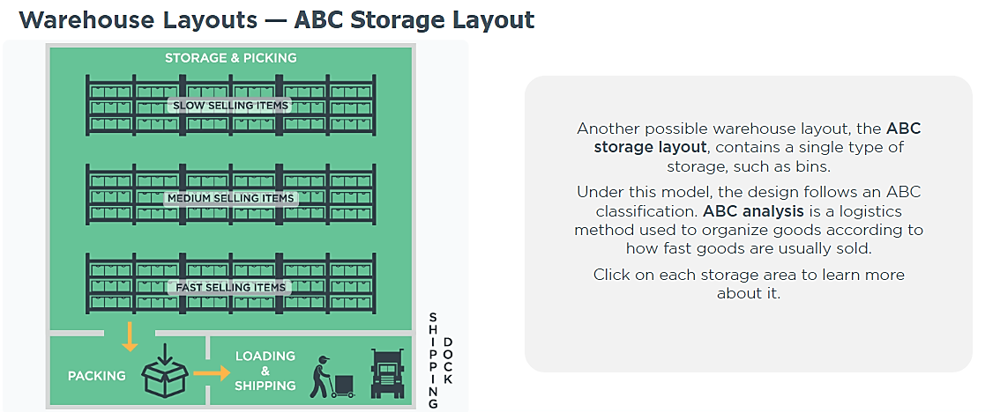 Warehouse Layouts — ABC Storage Layout
STORAGE & PICKING
SLOW SELLING ITEMS
MEDIUM SELLING ITEMS
FAST SELLING ITEMS
PACKING
LOADING
&
SHIPPING
SHIPPING
DOCK
Another possible warehouse layout, the ABC
storage layout, contains a single type of
storage, such as bins.
Under this model, the design follows an ABC
classification. ABC analysis is a logistics
method used to organize goods according to
how fast goods are usually sold.
Click on each storage area to learn more
about it.